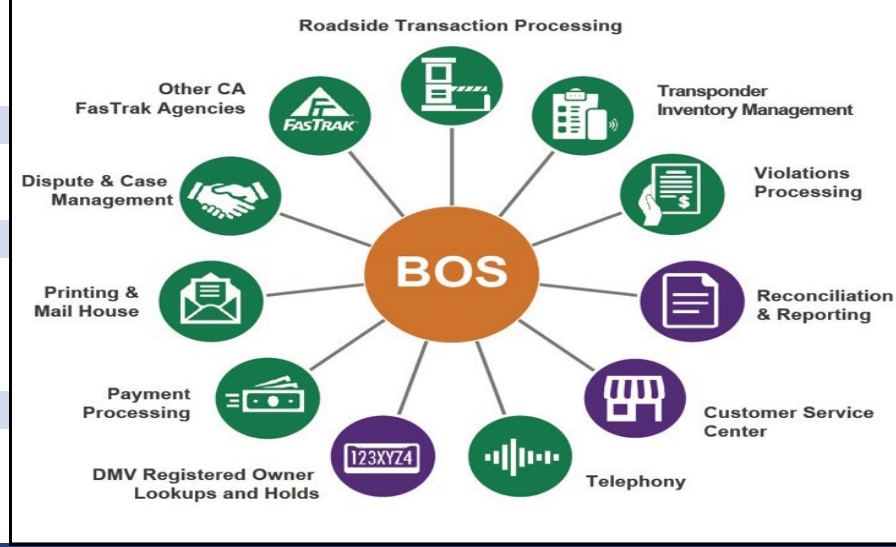 Roadside Transaction Processing
Other CA
FasTrak Agencies
FASTRAK
Transponder
Inventory Management
Dispute & Case
Management
Violations
Processing
$
BOS
Printing &
Mail House
Reconciliation
& Reporting
Payment
Processing
Customer Service
Center
123XYZ4
DMV Registered Owner
Lookups and Holds
Telephony